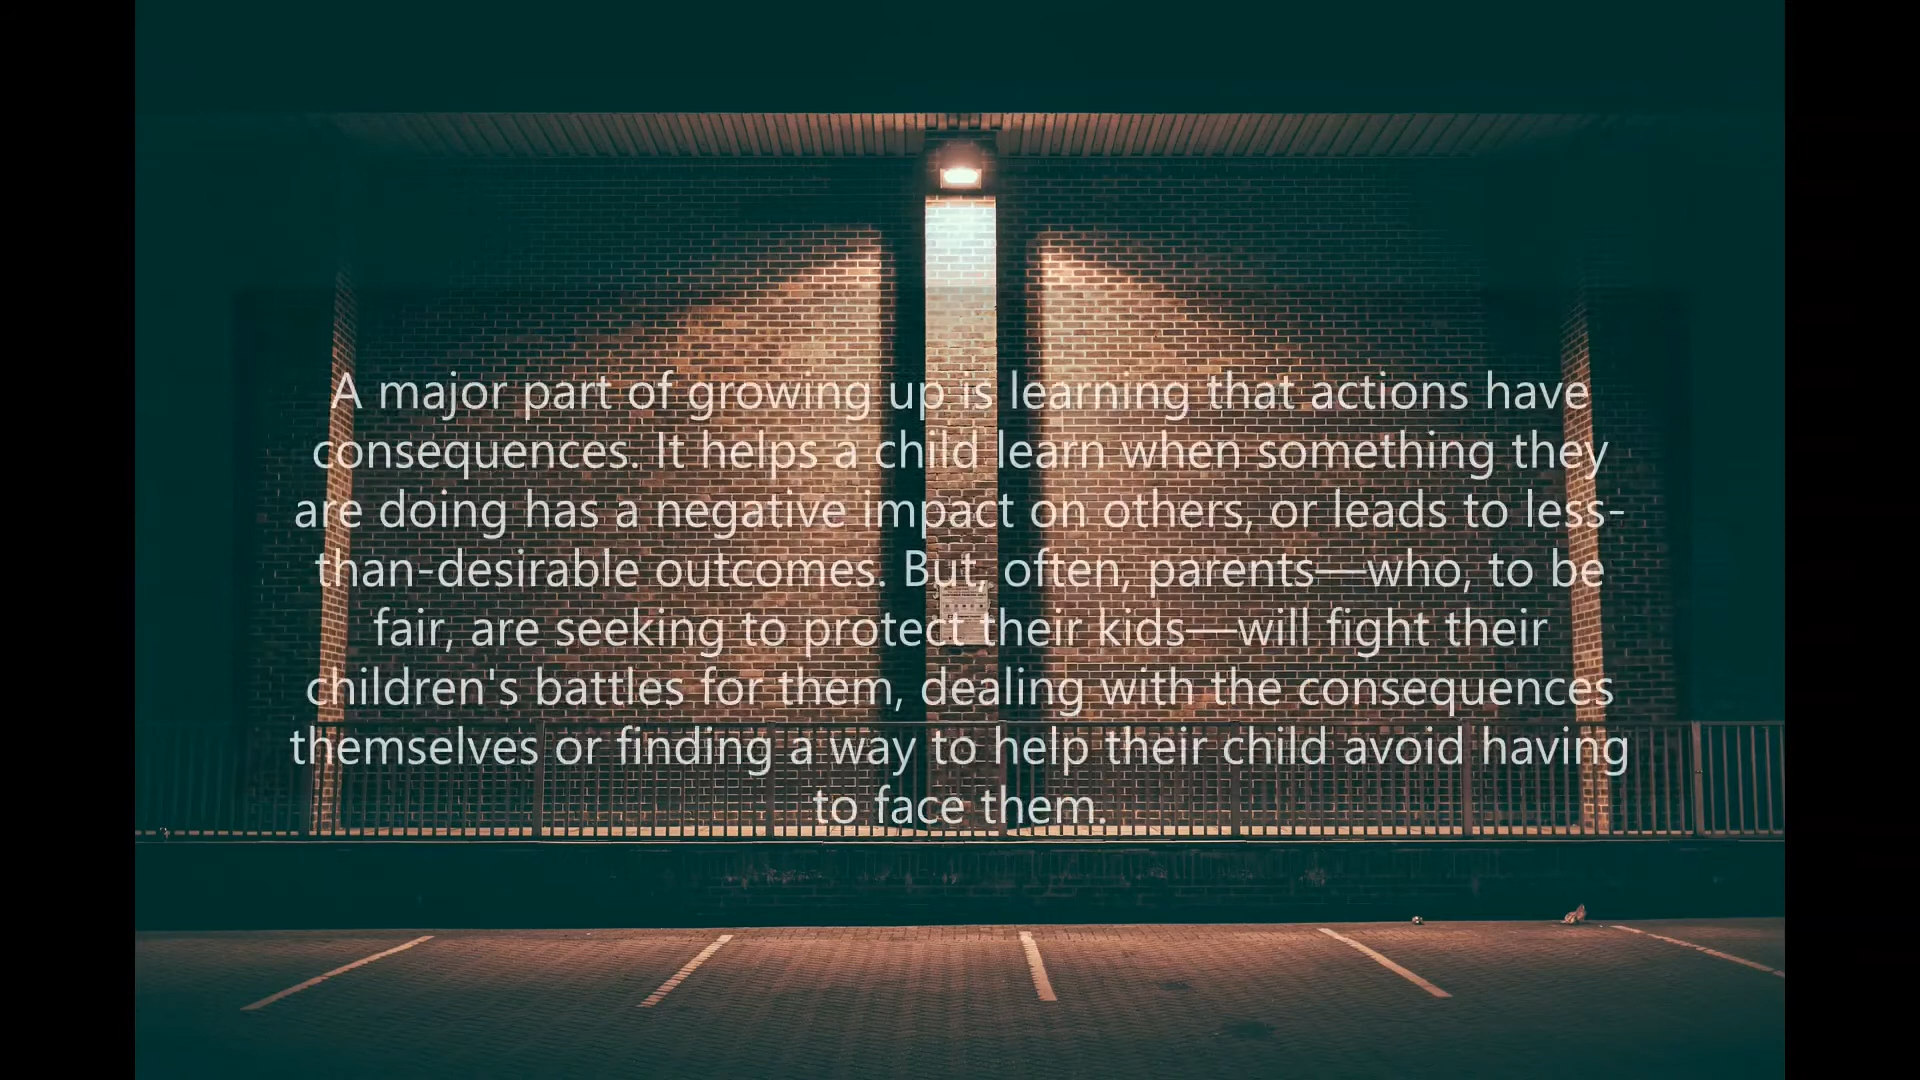 A major part of growing up is learning that actions have
consequences. It helps a child learn when something they
are doing has a negative impact on others, or leads to less-
than-desirable outcomes. But, often, parents—who, to be
fair, are seeking to protect their kids—will fight their
children's battles for them, dealing with the consequences
themselves or finding a way to help their child avoid having
to face them.